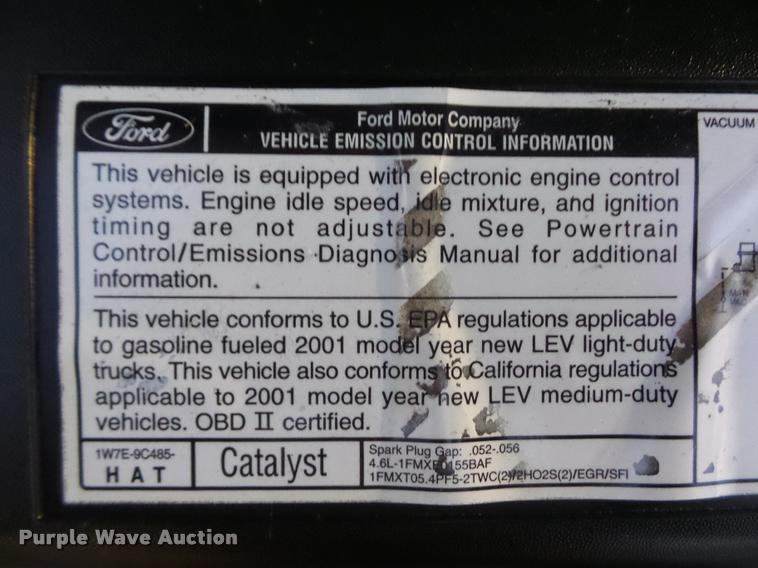 Ford
Ford Motor Company
VEHICLE EMISSION CONTROL INFORMATION
VACUUM
This vehicle is equipped with electronic engine control
systems. Engine idle speed, idle mixture, and ignition
timing are not adjustable. See Powertrain
Control/Emissions Diagnosis Manual for additional
information.
This vehicle conforms to U.S. EPA regulations applicable
to gasoline fueled 2001 model year new LEV light-duty
trucks. This vehicle also conforms to California regulations
applicable to 2001 model year new LEV medium-duty
vehicles. OBD II certified.
1W7E-9C485-
HAT
Catalyst
Spark Plug Gap: .052-.056
1FMXT05.4PF5-2TWC(2)/2HO2S(2)/EGR/SFI
MAN
VAC
Purple Wave Auction